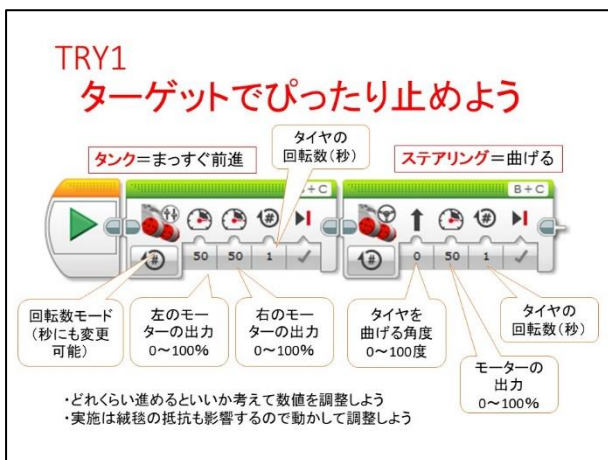 TRY1
ターゲットでぴったり止めよう
タンク=まっすぐ前進
タイヤの
回転数(秒)
ステアリング=曲げる
B+C
B+C
#
#
50
50
1
#
#
0
50
1
回転数モード
(秒にも変更
可能)
左のモー
ターの出力
0~100%
右のモー
ターの出力
0~100%
タイヤを
曲げる角度
0~100度
モーターの
出力
0~100%
タイヤの
回転数(秒)
・どれくらい進めるといいか考えて数値を調整しよう
・実施は絨毯の抵抗も影響するので動かして調整しよう